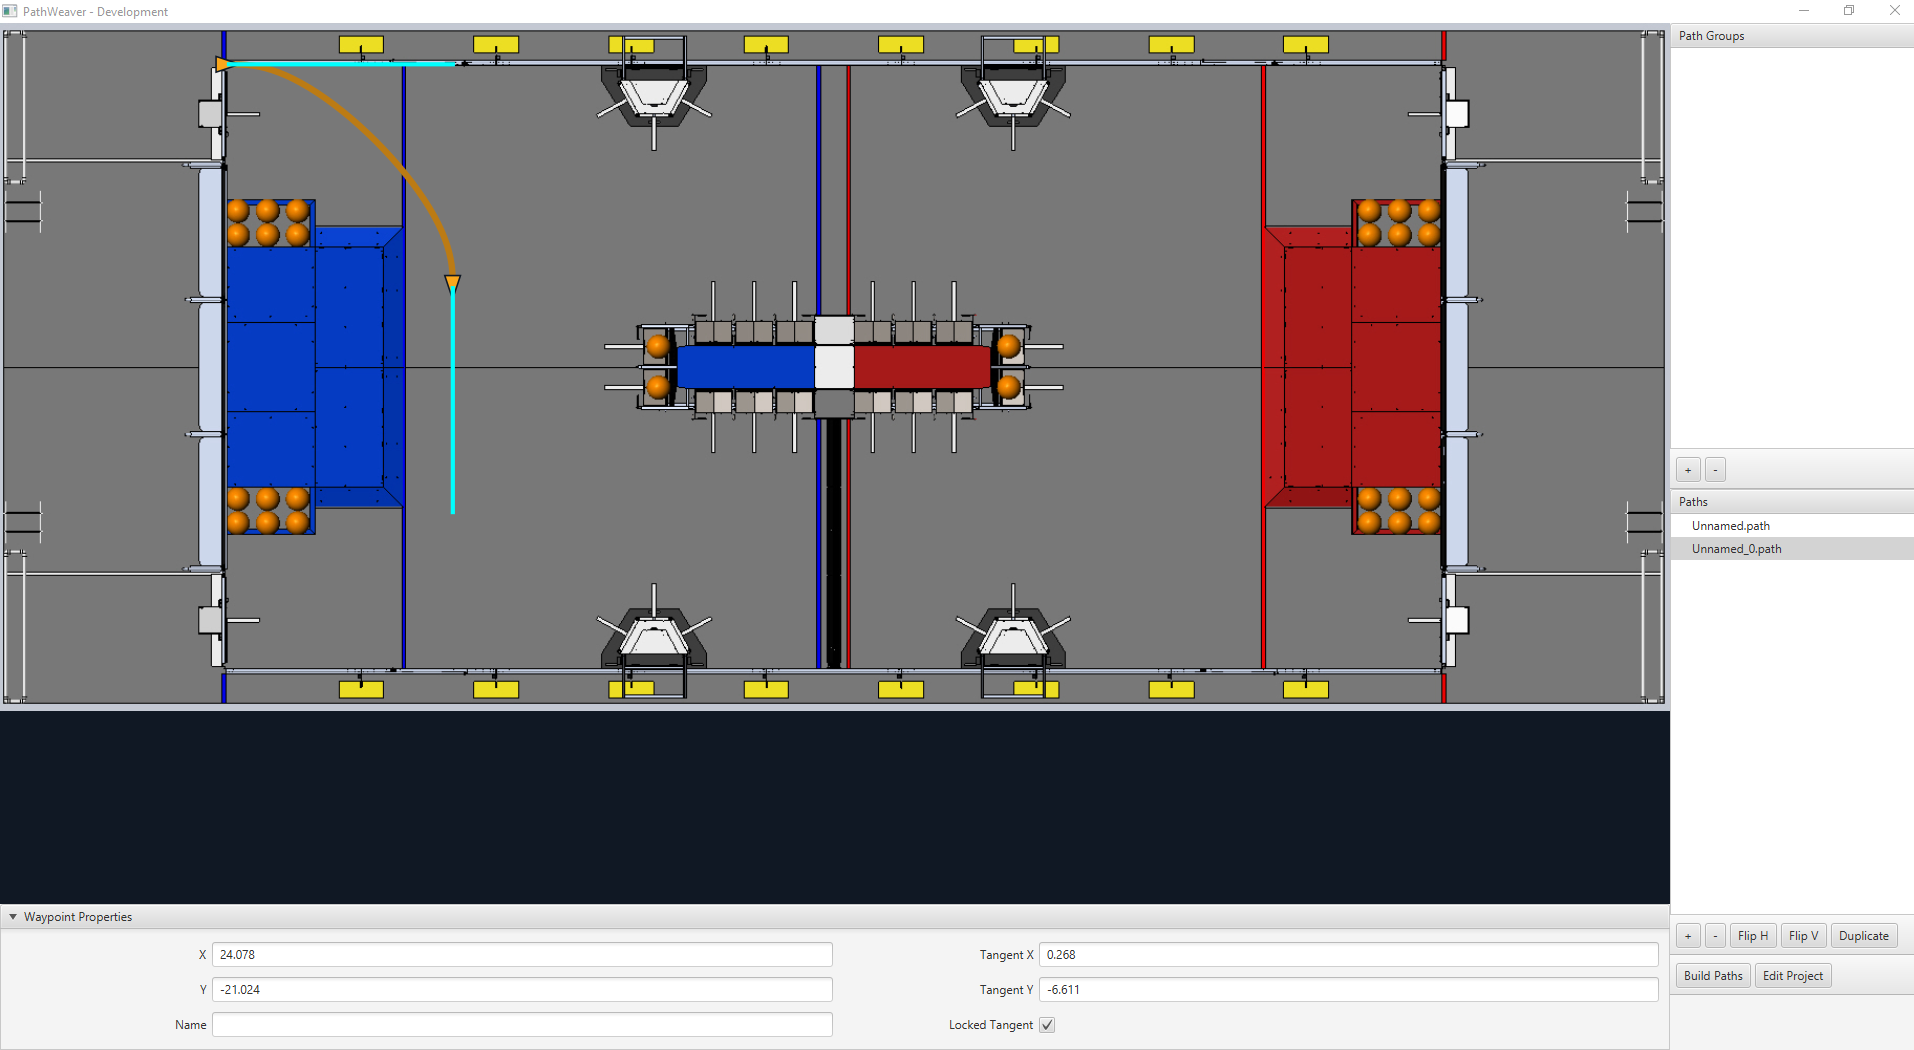 PathWeaver - Development
Path Groups
+ -
Paths
Unnamed.path
Unnamed_0.path
+ - Flip H Flip V Duplicate
Build Paths Edit Project
Waypoint Properties
X 24.078 Tangent X 0.268
Y -21.024 Tangent Y -6.611
Name Locked Tangent